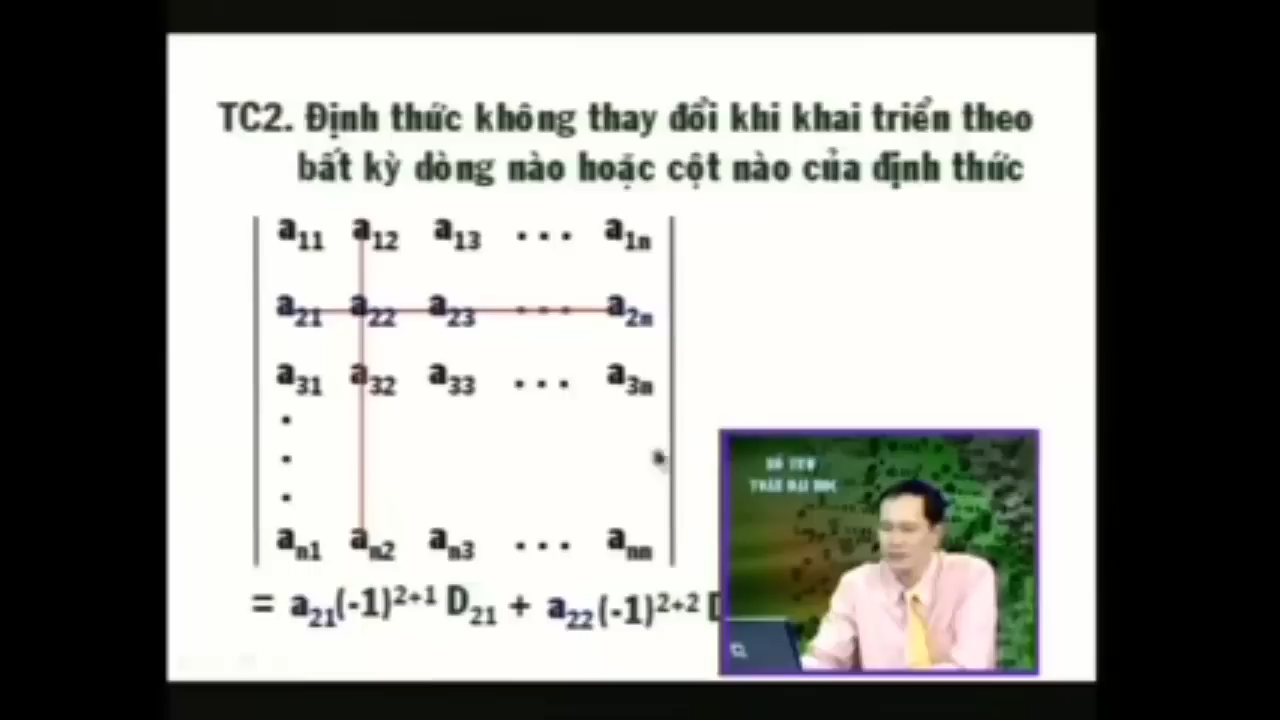 TC2. Định thức không thay đổi khi khai triển theo
bất kỳ dòng nào hoặc cột nào của định thức
a11 a12 a13 ... a1n
a21 a22 a23 ... a2n
a31 a32 a33 ... a3n
.
.
.
an1 an2 an3 ... ann
= a21(-1)2+1 D21 + a22(-1)2+2